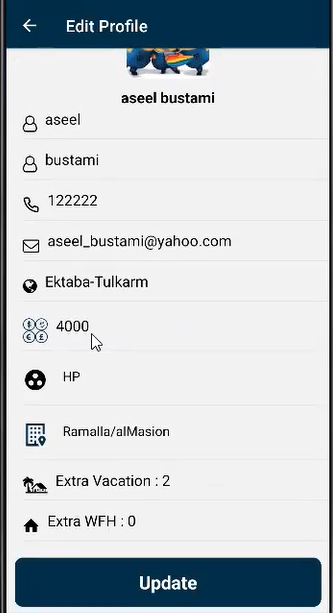 Edit Profile
aseel bustami
aseel
bustami
122222
aseel_bustami@yahoo.com
Ektaba-Tulkarm
4000
HP
Ramalla/alMasion
Extra Vacation : 2
Extra WFH : 0
Update